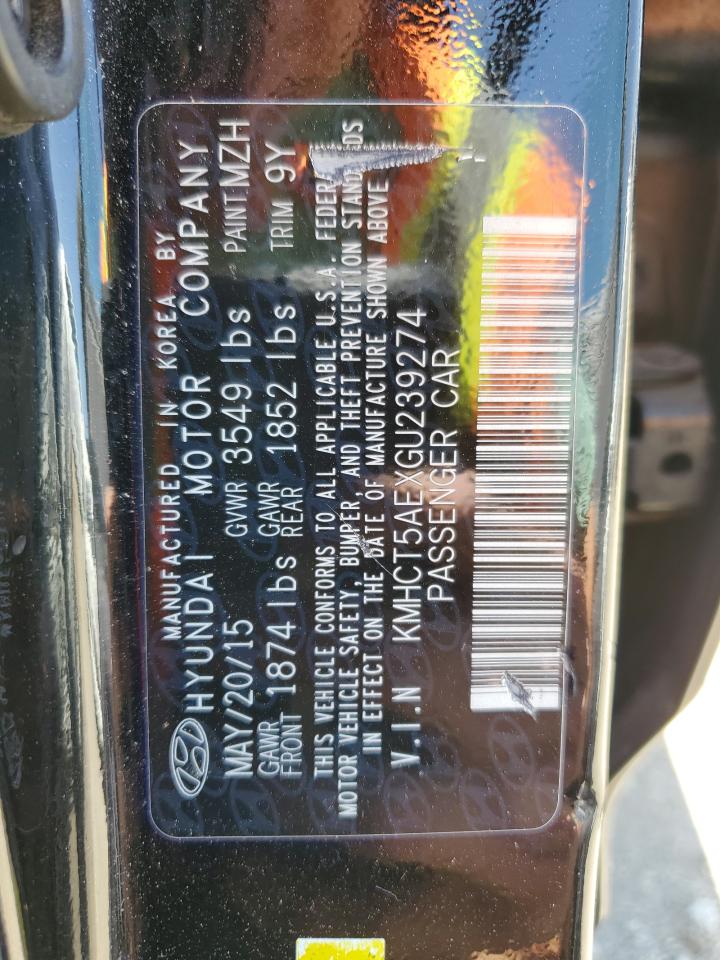 MANUFACTURED IN KOREA BY
HYUNDAI MOTOR COMPANY
MAY/20/15 GVWR 3549 lbs PAINT MZH
GAWR FRONT 1874 lbs GAWR REAR 1852 lbs TRIM 9Y
THIS VEHICLE CONFORMS TO ALL APPLICABLE U.S.A. FEDER
MOTOR VEHICLE SAFETY, BUMPER, AND THEFT PREVENTION STANDARDS
IN EFFECT ON THE DATE OF MANUFACTURE SHOWN ABOVE
V.I.N KMHCT5AEXGU239274
PASSENGER CAR